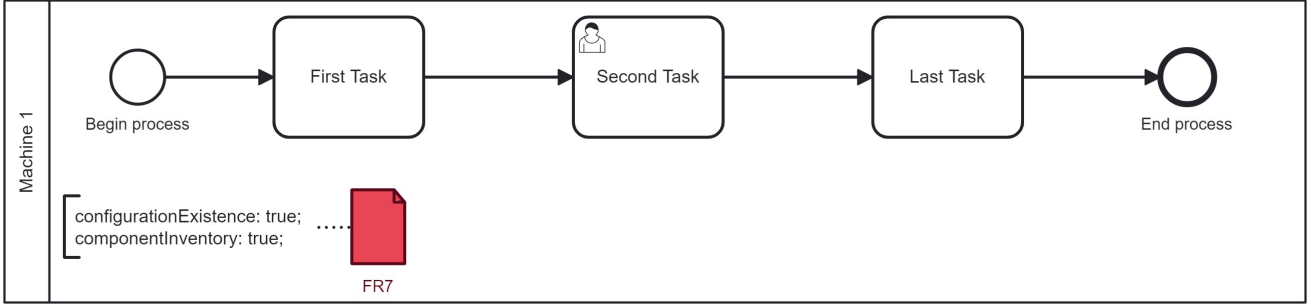 Machine 1
First Task
Second Task
Last Task
Begin process
End process
configurationExistence: true;
componentInventory: true;
FR7